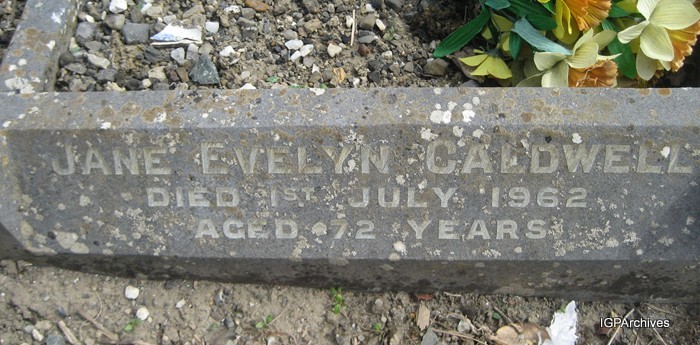 JANE EVELYN CALDWELL
DIED 1ST JULY 1962
AGED 72 YEARS
IGPArchives